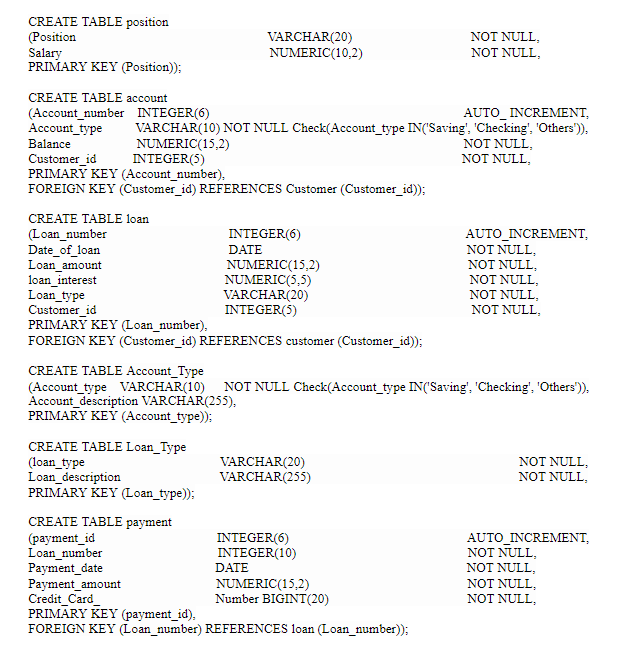 CREATE TABLE position
(Position VARCHAR(20) NOT NULL,
Salary NUMERIC(10,2) NOT NULL,
PRIMARY KEY (Position));
CREATE TABLE account
(Account_number INTEGER(6) AUTO_ INCREMENT,
Account_type VARCHAR(10) NOT NULL Check(Account_type IN('Saving', 'Checking', 'Others')),
Balance NUMERIC(15,2) NOT NULL,
Customer_id INTEGER(5) NOT NULL,
PRIMARY KEY (Account_number),
FOREIGN KEY (Customer_id) REFERENCES Customer (Customer_id));
CREATE TABLE loan
(Loan_number INTEGER(6) AUTO_INCREMENT,
Date_of_loan DATE NOT NULL,
Loan_amount NUMERIC(15,2) NOT NULL,
loan_interest NUMERIC(5,5) NOT NULL,
Loan_type VARCHAR(20) NOT NULL,
Customer_id INTEGER(5) NOT NULL,
PRIMARY KEY (Loan_number),
FOREIGN KEY (Customer_id) REFERENCES customer (Customer_id));
CREATE TABLE Account_Type
(Account_type VARCHAR(10) NOT NULL Check(Account_type IN('Saving', 'Checking', 'Others')),
Account_description VARCHAR(255),
PRIMARY KEY (Account_type));
CREATE TABLE Loan_Type
(loan_type VARCHAR(20) NOT NULL,
Loan_description VARCHAR(255) NOT NULL,
PRIMARY KEY (Loan_type));
CREATE TABLE payment
(payment_id INTEGER(6) AUTO_INCREMENT,
Loan_number INTEGER(10) NOT NULL,
Payment_date DATE NOT NULL,
Payment_amount NUMERIC(15,2) NOT NULL,
Credit_Card_ Number BIGINT(20) NOT NULL,
PRIMARY KEY (payment_id),
FOREIGN KEY (Loan_number) REFERENCES loan (Loan_number));